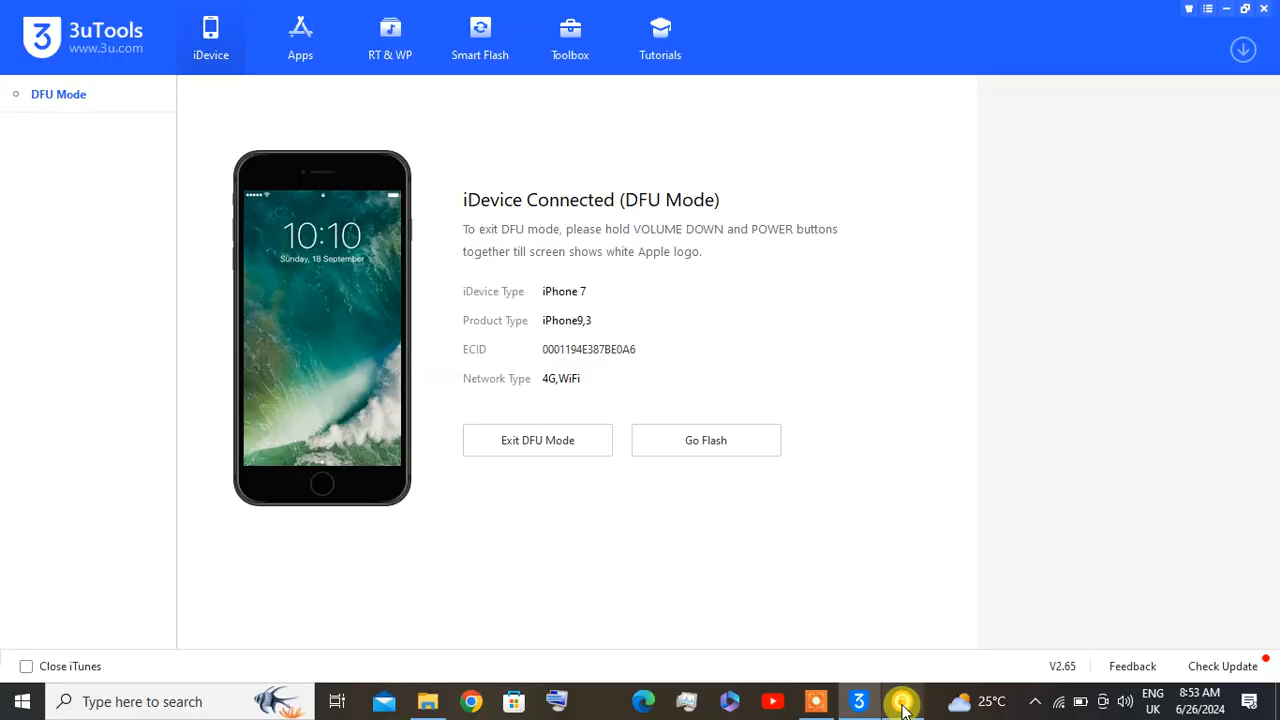 3 3uTools
www.3u.com
iDevice
Apps
RT & WP
Smart Flash
Toolbox
Tutorials
DFU Mode
10:10
Sunday, 18 September
iDevice Connected (DFU Mode)
To exit DFU mode, please hold VOLUME DOWN and POWER buttons
together till screen shows white Apple logo.
iDevice Type iPhone 7
Product Type iPhone9,3
ECID 0001194E387BE0A6
Network Type 4G,WiFi
Exit DFU Mode
Go Flash
Close iTunes
V2.65
Feedback
Check Update
Type here to search
3
25°C
ENG
UK
8:53 AM
6/26/2024